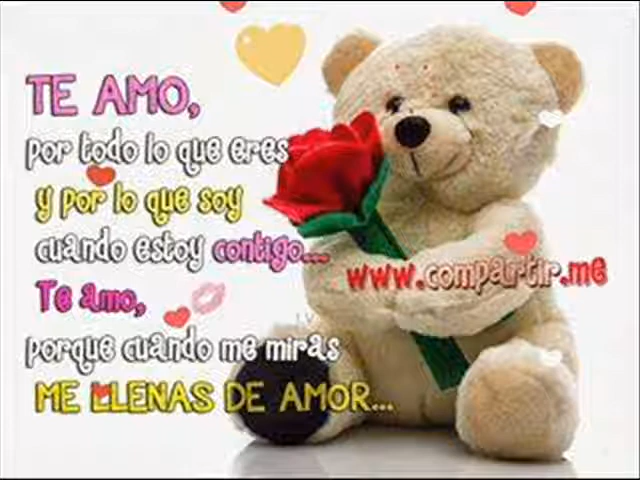 TE AMO,
por todo lo que eres
y por lo que soy
cuando estoy contigo...
Te amo,
porque cuando me miras
ME LLENAS DE AMOR...
www.compartir.me